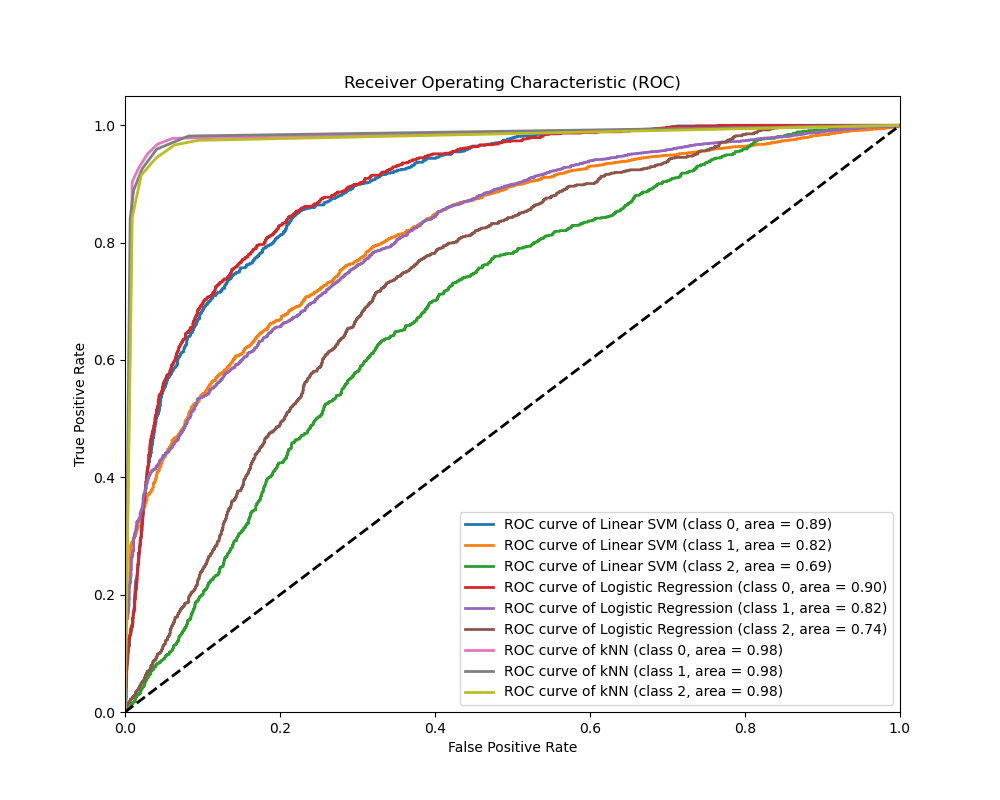 Receiver Operating Characteristic (ROC)
1.0
0.8
0.6
0.4
0.2
0.0
True Positive Rate
ROC curve of Linear SVM (class 0, area = 0.89)
ROC curve of Linear SVM (class 1, area = 0.82)
ROC curve of Linear SVM (class 2, area = 0.69)
ROC curve of Logistic Regression (class 0, area = 0.90)
ROC curve of Logistic Regression (class 1, area = 0.82)
ROC curve of Logistic Regression (class 2, area = 0.74)
ROC curve of kNN (class 0, area = 0.98)
ROC curve of kNN (class 1, area = 0.98)
ROC curve of kNN (class 2, area = 0.98)
0.0 0.2 0.4 0.6 0.8 1.0
False Positive Rate